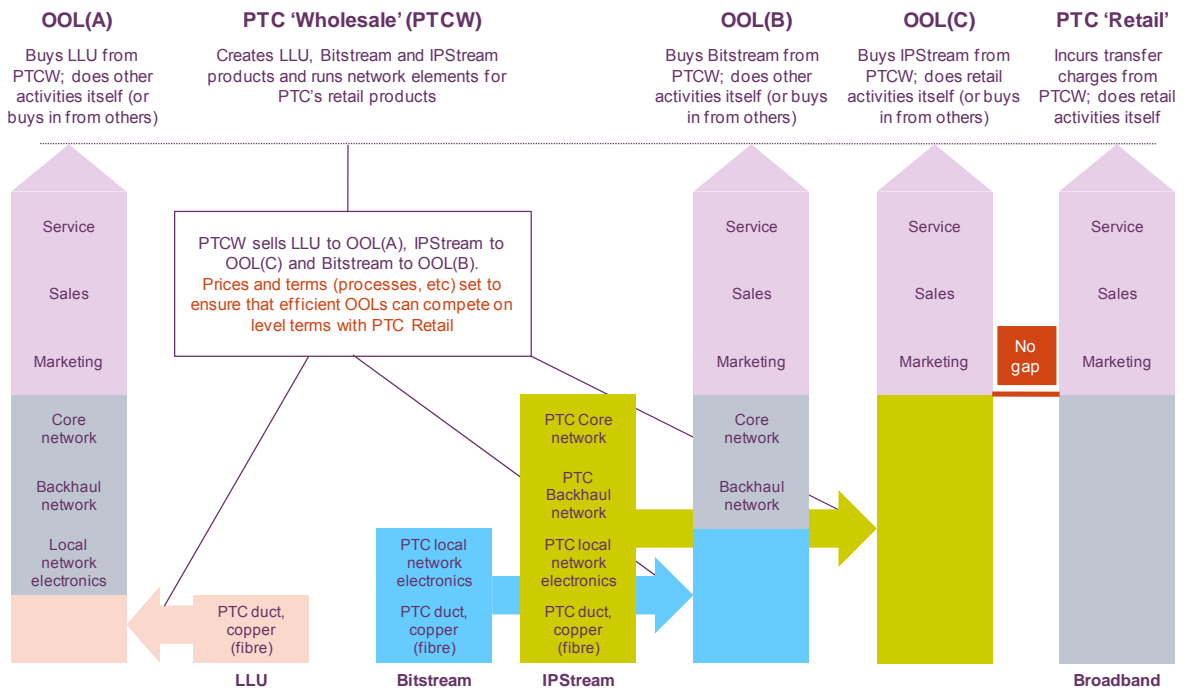 OOL(A)
Buys LLU from
PTCW; does other
activities itself (or
buys in from others)
PTC ‘Wholesale’ (PTCW)
Creates LLU, Bitstream and IPStream
products and runs network elements for
PTC’s retail products
OOL(B)
Buys Bitstream from
PTCW; does other
activities itself (or buys
in from others)
OOL(C)
Buys IPStream from
PTCW; does retail
activities itself (or buys
in from others)
PTC ‘Retail’
Incurs transfer
charges from
PTCW; does retail
activities itself
Service
Sales
Marketing
Core
network
Backhaul
network
Local
network
electronics
PTCW sells LLU to OOL(A), IPStream to
OOL(C) and Bitstream to OOL(B).
Prices and terms (processes, etc) set to
ensure that efficient OOLs can compete on
level terms with PTC Retail
PTC duct,
copper
(fibre)
LLU
PTC local
network
electronics
PTC duct,
copper
(fibre)
Bitstream
PTC Core
network
PTC
Backhaul
network
PTC local
network
electronics
PTC duct,
copper
(fibre)
IPStream
Service
Sales
Marketing
Core
network
Backhaul
network
Service
Sales
Marketing
No
gap
Service
Sales
Marketing
Broadband